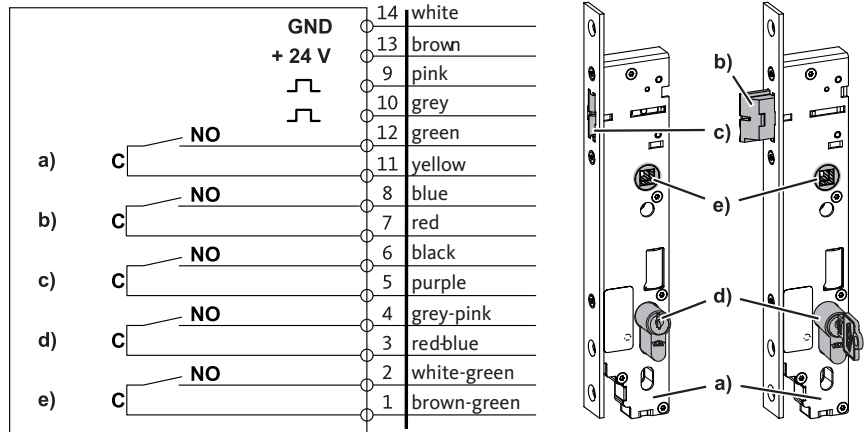 14 white
GND
13 brown
+ 24 V
9 pink
10 grey
NO
12 green
a)
C
11 yellow
NO
8 blue
b)
C
7 red
NO
6 black
c)
C
5 purple
NO
4 grey-pink
d)
C
3 red-blue
NO
2 white-green
e)
C
1 brown-green
b)
c)
e)
d)
a)